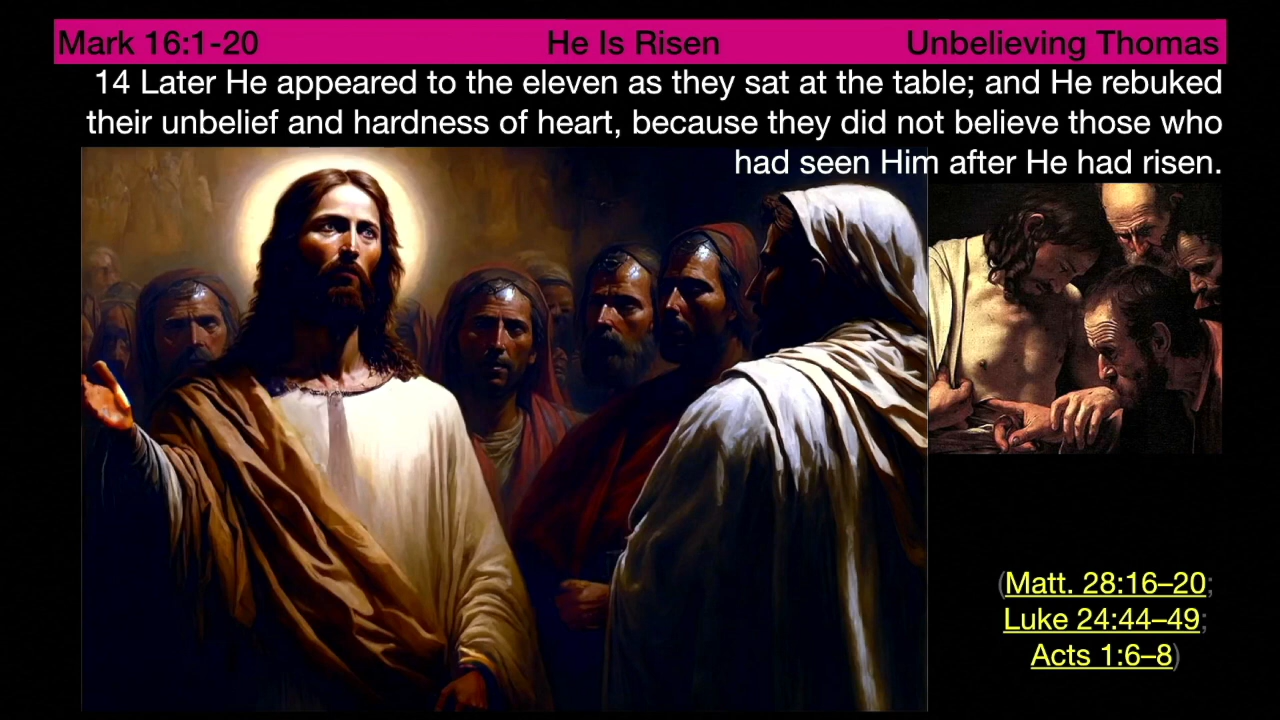 Mark 16:1-20 He Is Risen Unbelieving Thomas
14 Later He appeared to the eleven as they sat at the table; and He rebuked
their unbelief and hardness of heart, because they did not believe those who
had seen Him after He had risen.
(Matt. 28:16–20;
Luke 24:44–49;
Acts 1:6–8)